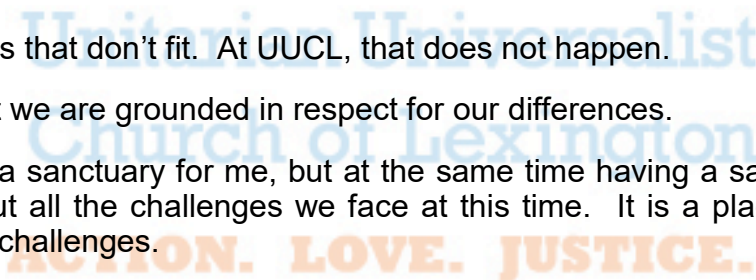 Unitarian Universalist
s that don't fit.  At UUCL, that does not happen.
t we are grounded in respect for our differences.
Church of Lexington
a sanctuary for me, but at the same time having a sa
ut all the challenges we face at this time.  It is a pla
challenges.
ACTION. LOVE. JUSTICE.